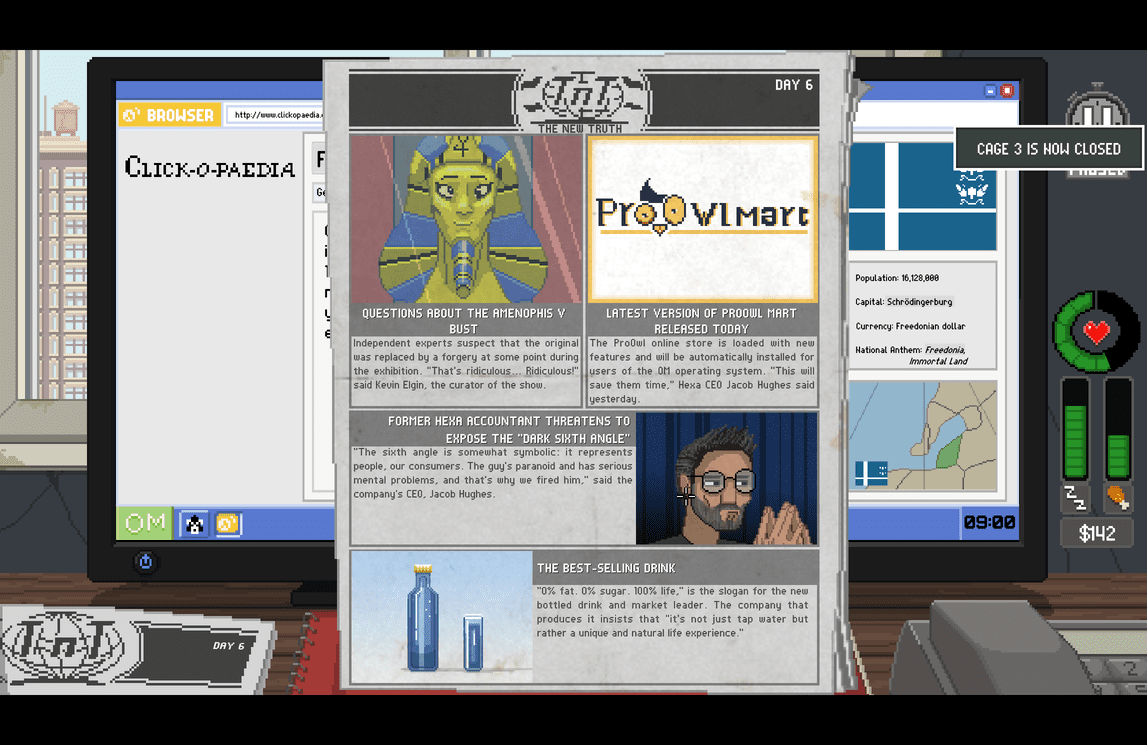 DAY 6
TnT
THE NEW TRUTH
BROWSER
http://www.clickopaedia.
CLICK-O-PAEDIA
F
Ge
CAGE 3 IS NOW CLOSED
PAUSED
ProOwlmart
QUESTIONS ABOUT THE AMENOPHIS V
BUST
Independent experts suspect that the original
was replaced by a forgery at some point during
the exhibition. "That's ridiculous... Ridiculous!"
said Kevin Elgin, the curator of the show.
LATEST VERSION OF PROOWL MART
RELEASED TODAY
The ProOwl online store is loaded with new
features and will be automatically installed for
users of the OM operating system. "This will
save them time," Hexa CEO Jacob Hughes said
yesterday.
FORMER HEXA ACCOUNTANT THREATENS TO
EXPOSE THE "DARK SIXTH ANGLE"
"The sixth angle is somewhat symbolic: it represents
people, our consumers. The guy's paranoid and has serious
mental problems, and that's why we fired him," said the
company's CEO, Jacob Hughes.
THE BEST-SELLING DRINK
"0% fat. 0% sugar. 100% life," is the slogan for the new
bottled drink and market leader. The company that
produces it insists that "it's not just tap water but
rather a unique and natural life experience."
Population: 16,128,000
Capital: Schrödingerburg
Currency: Freedonian dollar
National Anthem: Freedonia,
Immortal Land
OM
09:00
zzz
$142
TnT
DAY 6